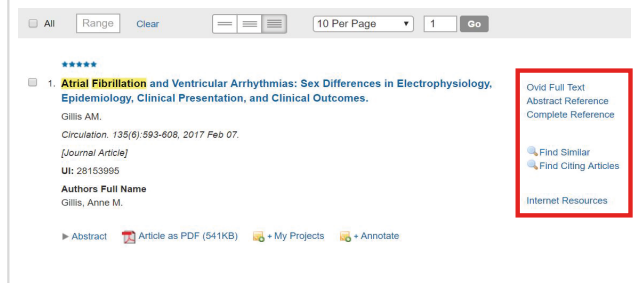 All Range Clear 10 Per Page 1 Go
★★★★★
1. Atrial Fibrillation and Ventricular Arrhythmias: Sex Differences in Electrophysiology,
Epidemiology, Clinical Presentation, and Clinical Outcomes.
Gillis AM.
Circulation. 135(6):593-608, 2017 Feb 07.
[Journal Article]
UI: 28153995
Authors Full Name
Gillis, Anne M.
Abstract Article as PDF (541KB) + My Projects + Annotate
Ovid Full Text
Abstract Reference
Complete Reference
Find Similar
Find Citing Articles
Internet Resources